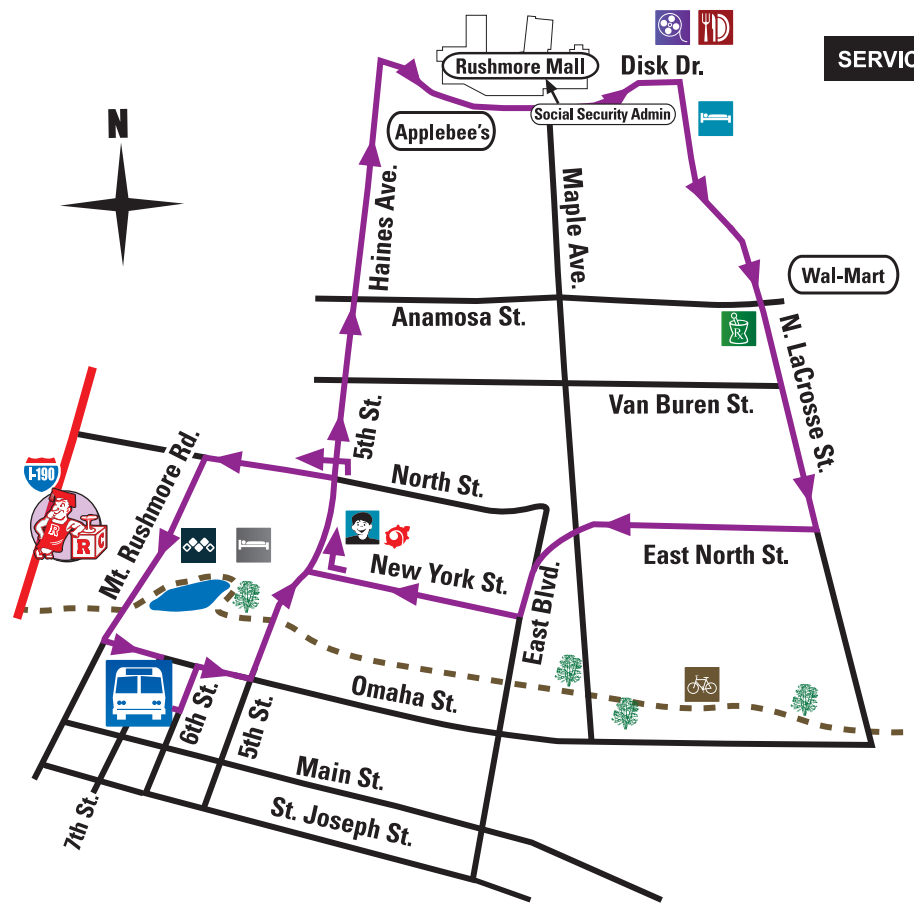 SERVIC
Rushmore Mall
Disk Dr.
Social Security Admin
Applebee's
N
Haines Ave.
Maple Ave.
Wal-Mart
Anamosa St.
Rx
N. LaCrosse St.
Van Buren St.
5th St.
Mt. Rushmore Rd.
North St.
I-190
R
R
C
New York St.
East North St.
East Blvd.
Omaha St.
6th St.
5th St.
Main St.
St. Joseph St.
7th St.